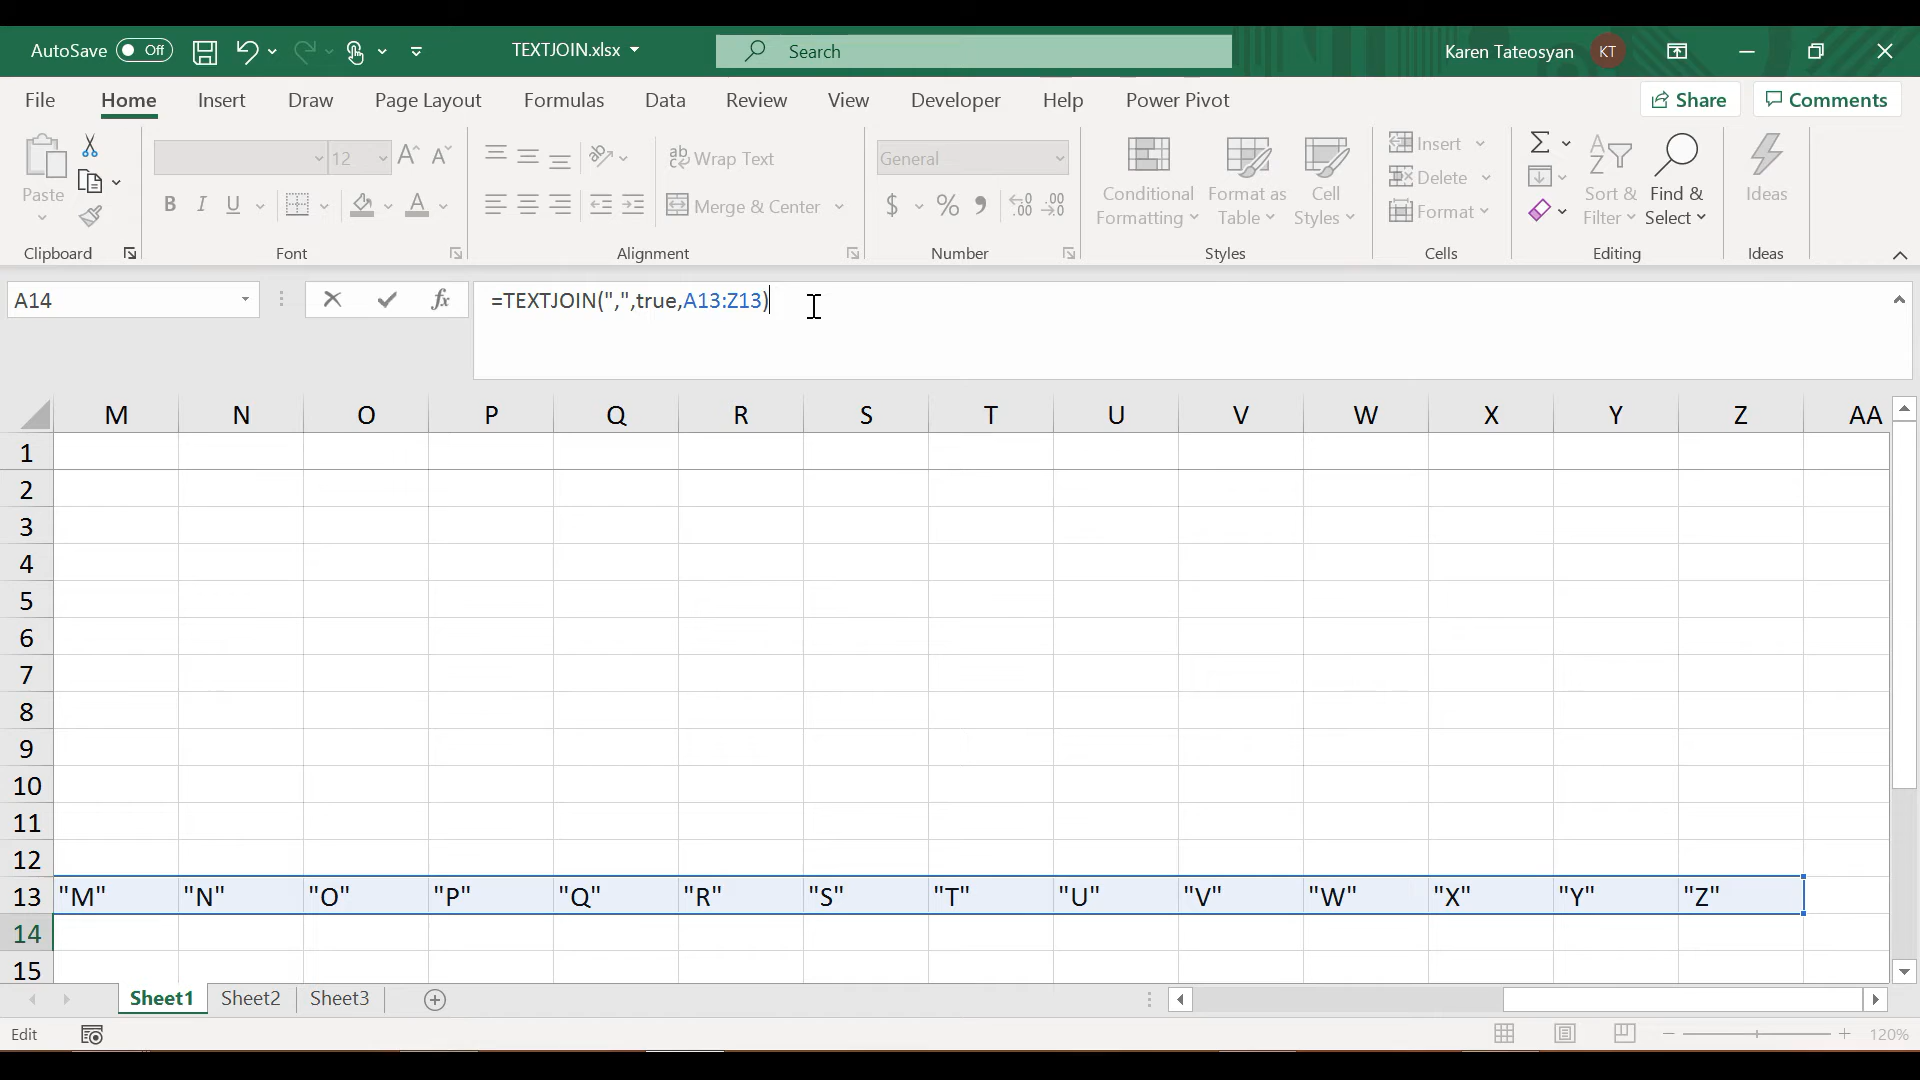 AutoSave Off TEXTJOIN.xlsx Search Karen Tateosyan KT
File Home Insert Draw Page Layout Formulas Data Review View Developer Help Power Pivot Share Comments
Paste
12
B I U
ab Wrap Text
Merge & Center
General
$ % 9
Conditional Formatting
Format as Table
Cell Styles
Insert
Delete
Format
Σ
A Z
Sort & Filter
Find & Select
Ideas
Clipboard Font Alignment Number Styles Cells Editing Ideas
A14 fx =TEXTJOIN(",",true,A13:Z13)
M N O P Q R S T U V W X Y Z AA
1
2
3
4
5
6
7
8
9
10
11
12
13 "M" "N" "O" "P" "Q" "R" "S" "T" "U" "V" "W" "X" "Y" "Z"
14
15
Sheet1 Sheet2 Sheet3
Edit 120%